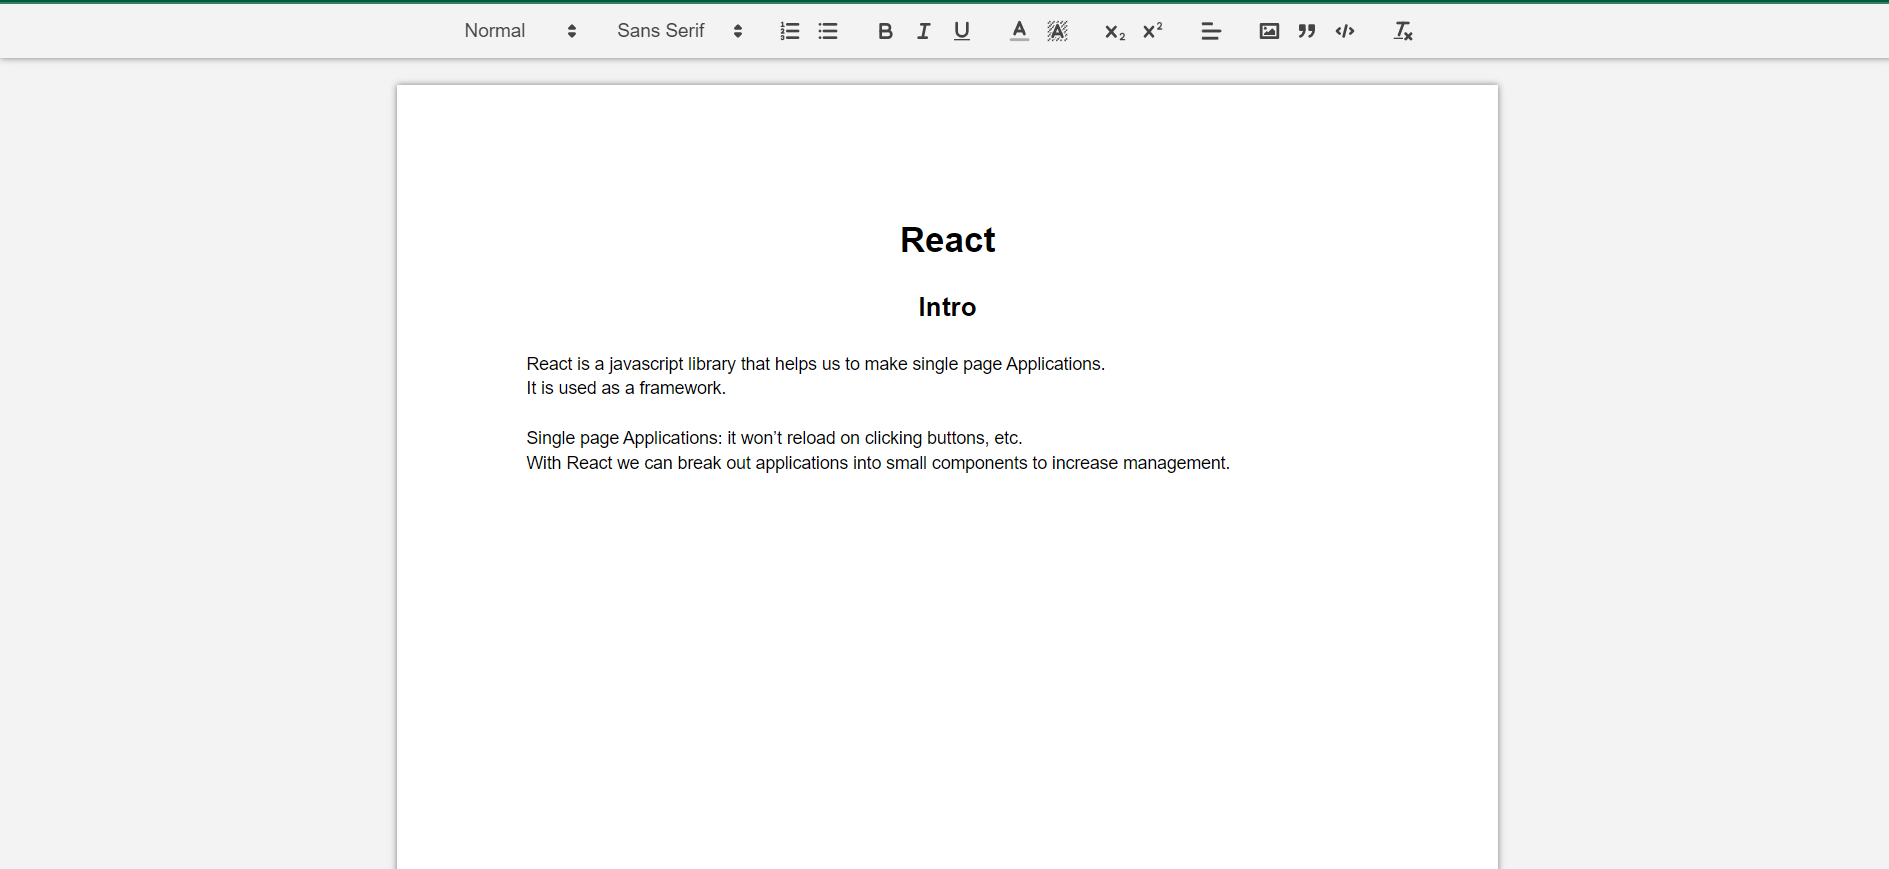 Normal Sans Serif
React
Intro
React is a javascript library that helps us to make single page Applications.
It is used as a framework.
Single page Applications: it won’t reload on clicking buttons, etc.
With React we can break out applications into small components to increase management.